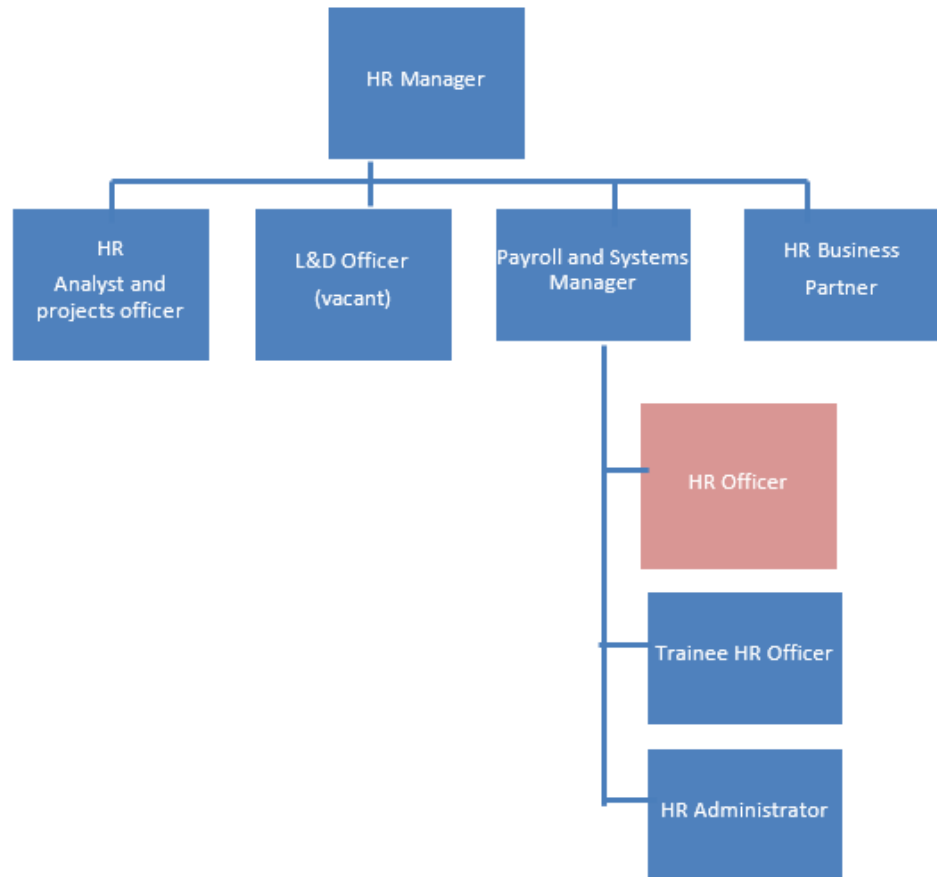 HR Manager
HR
Analyst and
projects officer
L&D Officer
(vacant)
Payroll and Systems
Manager
HR Business
Partner
HR Officer
Trainee HR Officer
HR Administrator